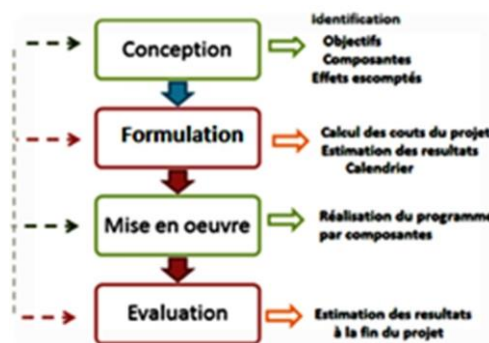 Identification
Conception
Objectifs
Composantes
Effets escomptés
Formulation
Calcul des couts du projet
Estimation des resultats
Calendrier
Mise en oeuvre
Réalisation du programme
par composantes
Evaluation
Estimation des resultats
à la fin du projet